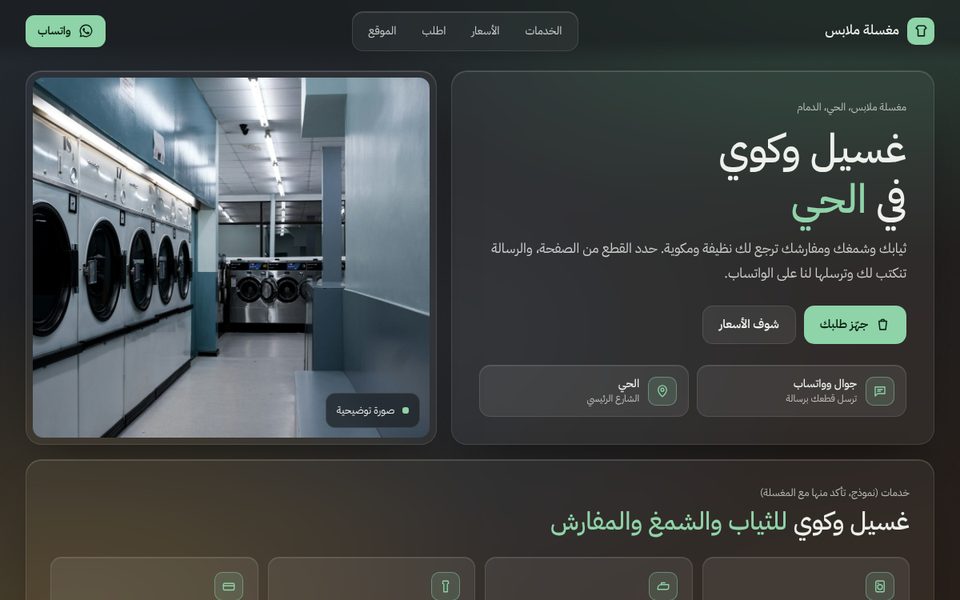 مغسلة ملابس
الخدمات
الأسعار
اطلب
الموقع
واتساب
مغسلة ملابس، الحي، الدمام
غسيل وكوي
في الحي
ثيابك وشمغك ومفارشك ترجع لك نظيفة ومكوية. حدد القطع من الصفحة، والرسالة
تنكتب لك وترسلها لنا على الواتساب.
جهّز طلبك
شوف الأسعار
جوال وواتساب
ترسل قطعك برسالة
الحي
الشارع الرئيسي
صورة توضيحية
خدمات (نموذج، تأكد منها مع المغسلة)
غسيل وكوي للثياب والشمغ والمفارش